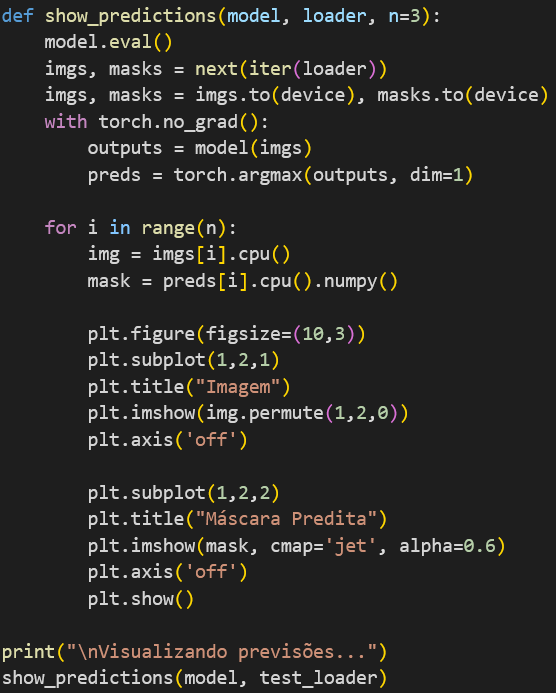 def show_predictions(model, loader, n=3):
    model.eval()
    imgs, masks = next(iter(loader))
    imgs, masks = imgs.to(device), masks.to(device)
    with torch.no_grad():
        outputs = model(imgs)
        preds = torch.argmax(outputs, dim=1)

    for i in range(n):
        img = imgs[i].cpu()
        mask = preds[i].cpu().numpy()

        plt.figure(figsize=(10,3))
        plt.subplot(1,2,1)
        plt.title("Imagem")
        plt.imshow(img.permute(1,2,0))
        plt.axis('off')

        plt.subplot(1,2,2)
        plt.title("Máscara Predita")
        plt.imshow(mask, cmap='jet', alpha=0.6)
        plt.axis('off')
        plt.show()

print("\nVisualizando previsões...")
show_predictions(model, test_loader)